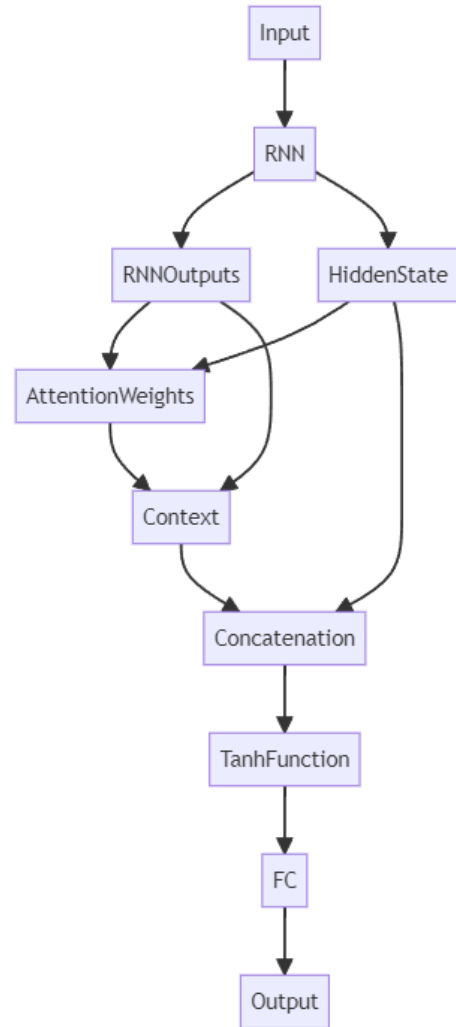 Input
RNN
RNNOutputs
HiddenState
AttentionWeights
Context
Concatenation
TanhFunction
FC
Output